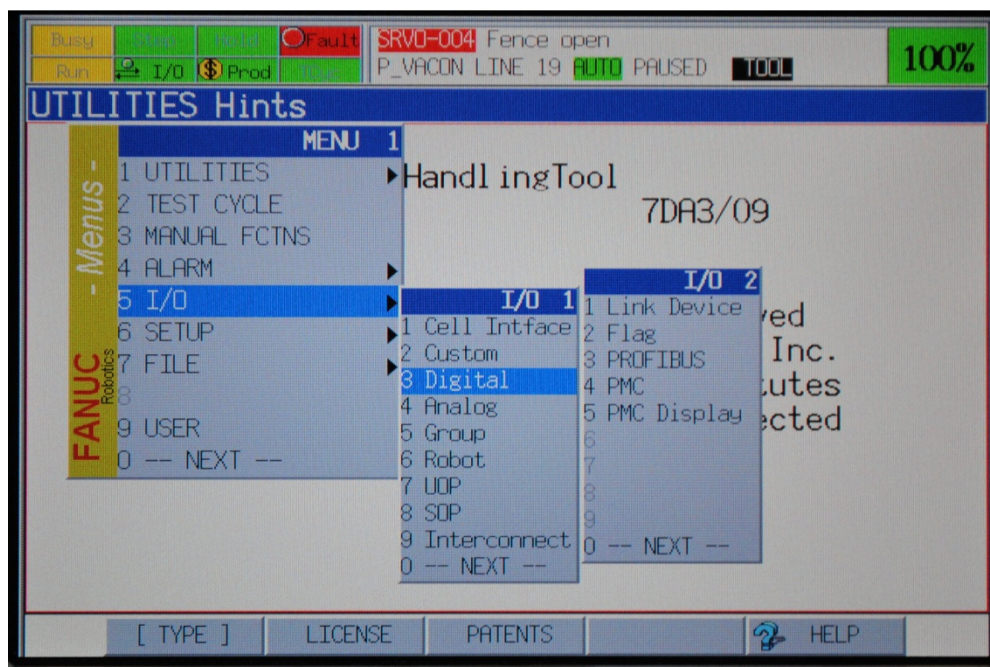 Busy Step Hold Fault SRVO-004 Fence open
Run I/O Prod P_VACON LINE 19 AUTO PAUSED TOOL 100%
UTILITIES Hints
FANUC Robotics - Menus -
MENU 1
1 UTILITIES
2 TEST CYCLE
3 MANUAL FCTNS
4 ALARM
5 I/O
6 SETUP
7 FILE
8
9 USER
0 -- NEXT --
HandlingTool
7DA3/09
ved
Inc.
utes
ected
I/O 1
1 Cell Intface
2 Custom
3 Digital
4 Analog
5 Group
6 Robot
7 UOP
8 SOP
9 Interconnect
0 -- NEXT --
I/O 2
1 Link Device
2 Flag
3 PROFIBUS
4 PMC
5 PMC Display
6
7
8
9
0 -- NEXT --
[ TYPE ] LICENSE PATENTS HELP